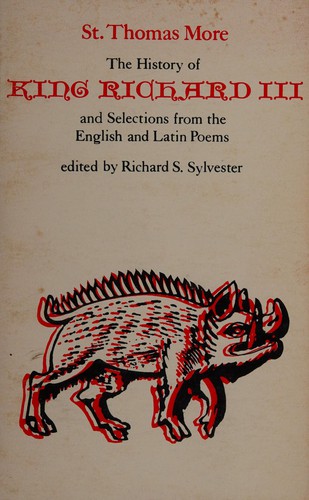 St. Thomas More
The History of
KING RICHARD III
and Selections from the
English and Latin Poems
edited by Richard S. Sylvester